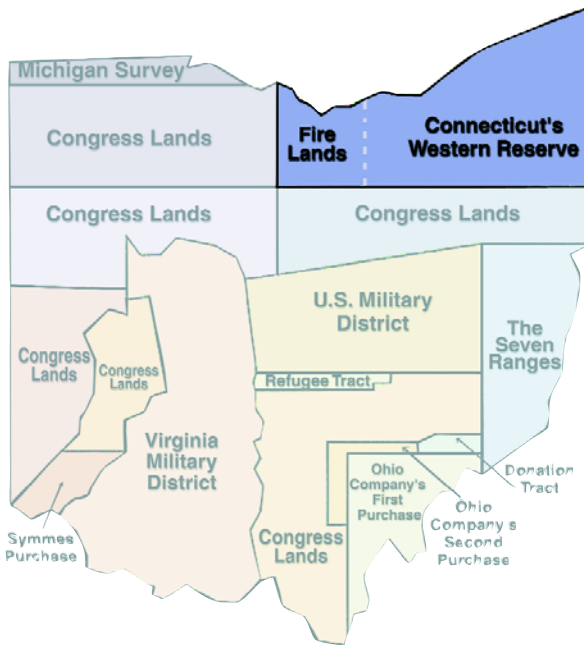 Michigan Survey
Congress Lands
Fire
Lands
Connecticut's
Western Reserve
Congress Lands
Congress Lands
U.S. Military
District
The
Seven
Ranges
Congress
Lands
Congress
Lands
Refugee Tract
Virginia
Military
District
Ohio
Company's
First
Purchase
Donation
Tract
Symmes
Purchase
Congress
Lands
Ohio
Company's
Second
Purchase